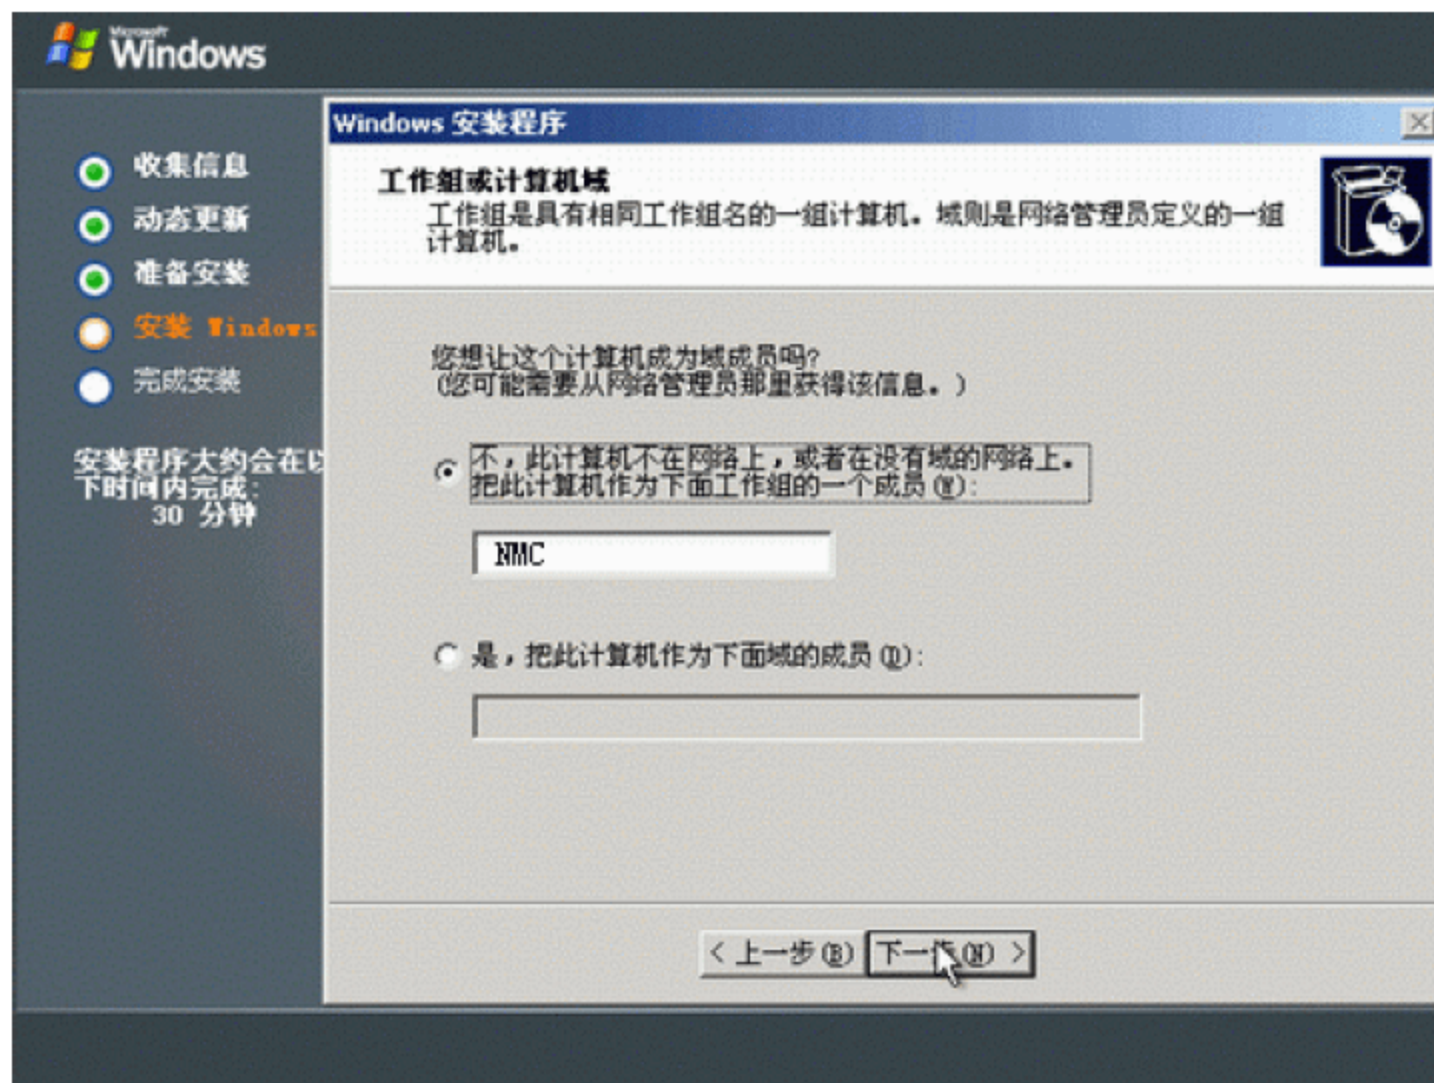 Microsoft
Windows
收集信息
动态更新
准备安装
安装 Windows
完成安装
安装程序大约会在以
下时间内完成:
30 分钟
Windows 安装程序
工作组或计算机域
工作组是具有相同工作组名的一组计算机。域则是网络管理员定义的一组
计算机。
您想让这个计算机成为域成员吗?
(您可能需要从网络管理员那里获得该信息。)
不，此计算机不在网络上，或者在没有域的网络上。
把此计算机作为下面工作组的一个成员(W):
NMC
是，把此计算机作为下面域的成员(D):
< 上一步(B)
下一步(N) >